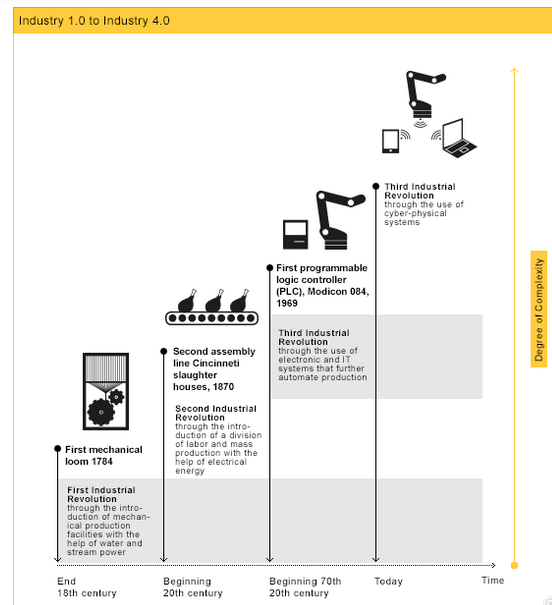 Industry 1.0 to Industry 4.0
Third Industrial
Revolution
through the use of
cyber-physical
systems
First programmable
logic controller
(PLC), Modicon 084,
1969
Third Industrial
Revolution
through the use of
electronic and IT
systems that further
automate production
Second assembly
line Cincinneti
slaughter
houses, 1870
Second Industrial
Revolution
through the intro-
duction of a division
of labor and mass
production with the
help of electrical
energy
First mechanical
loom 1784
First Industrial
Revolution
through the intro-
duction of mechan-
ical production
facilities with the
help of water and
stream power
Degree of Complexity
End
18th century
Beginning
20th century
Beginning 70th
20th century
Today
Time